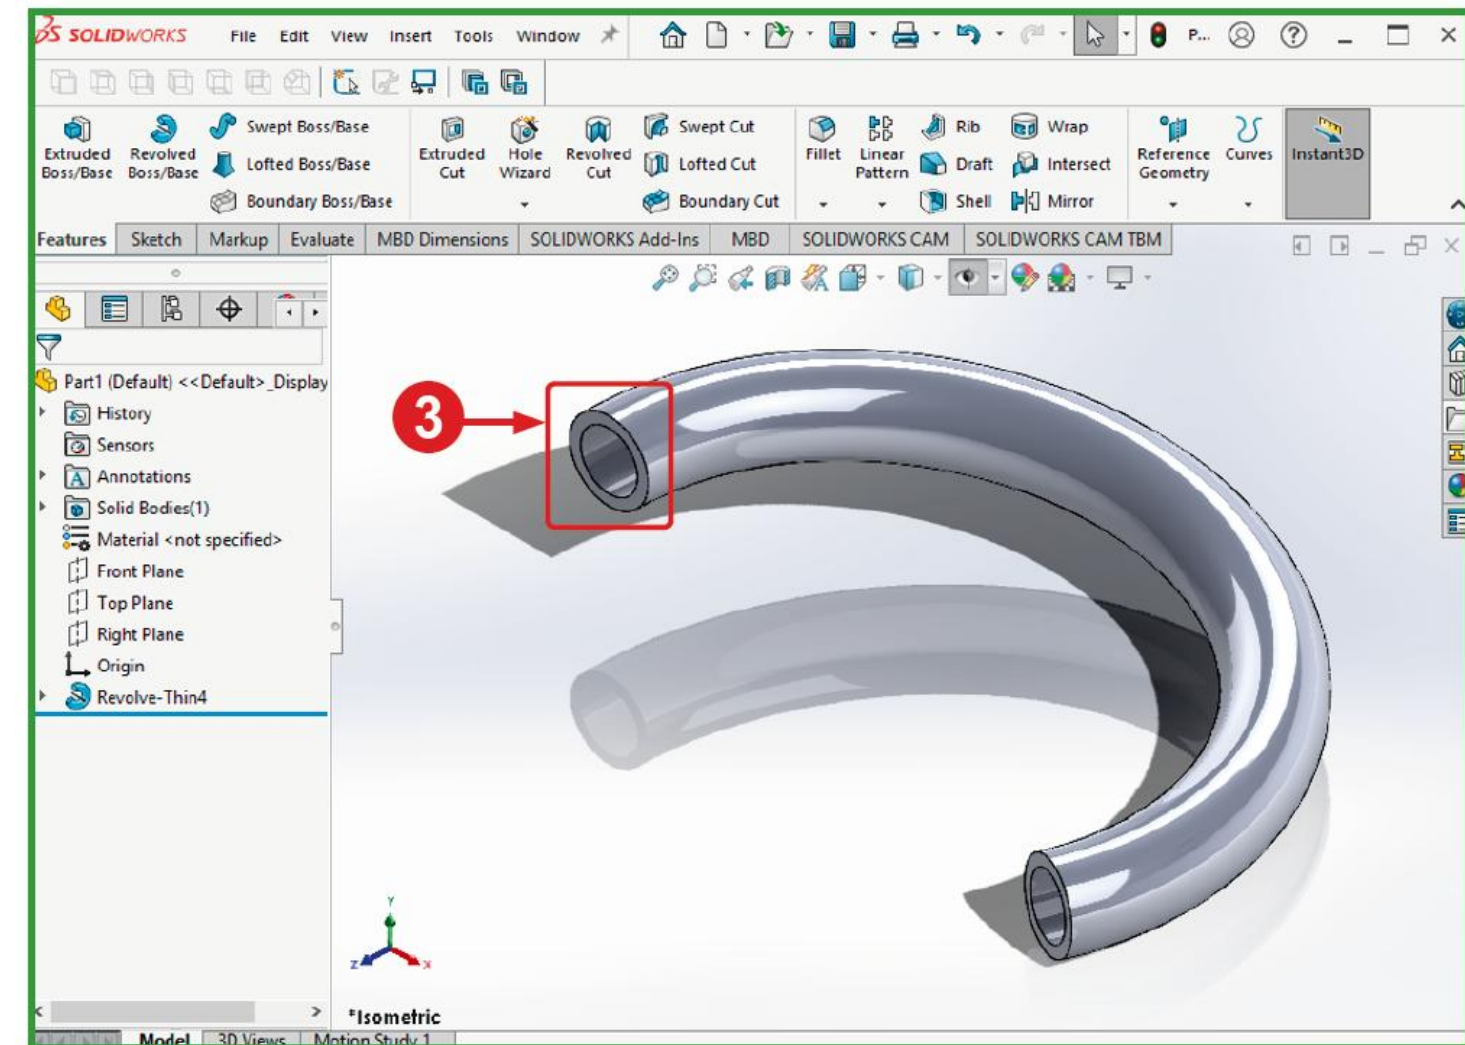 SOLIDWORKS File Edit View Insert Tools Window P...
Extruded Boss/Base
Revolved Boss/Base
Swept Boss/Base
Lofted Boss/Base
Boundary Boss/Base
Extruded Cut
Hole Wizard
Revolved Cut
Swept Cut
Lofted Cut
Boundary Cut
Fillet
Linear Pattern
Rib
Draft
Shell
Wrap
Intersect
Mirror
Reference Geometry
Curves
Instant3D
Features Sketch Markup Evaluate MBD Dimensions SOLIDWORKS Add-Ins MBD SOLIDWORKS CAM SOLIDWORKS CAM TBM
Part1 (Default) <<Default>_Display
History
Sensors
Annotations
Solid Bodies(1)
Material <not specified>
Front Plane
Top Plane
Right Plane
Origin
Revolve-Thin4
3
Y
Z X
*Isometric
Model 3D Views Motion Study 1